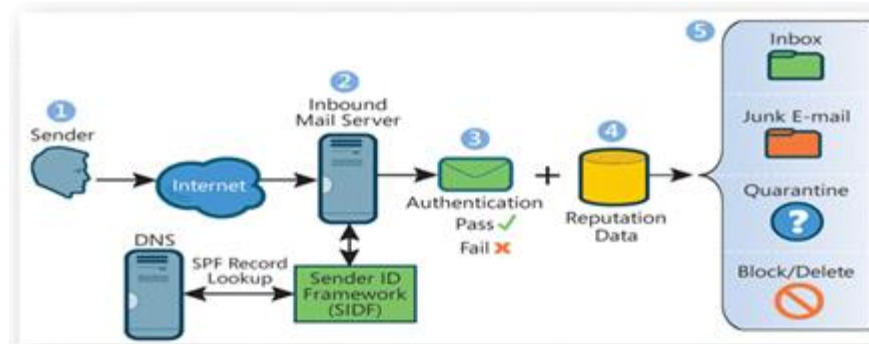 1
Sender
Internet
2
Inbound
Mail Server
DNS
SPF Record
Lookup
Sender ID
Framework
(SIDF)
3
Authentication
Pass ✓
Fail ✗
+
4
Reputation
Data
5
Inbox
Junk E-mail
Quarantine
?
Block/Delete